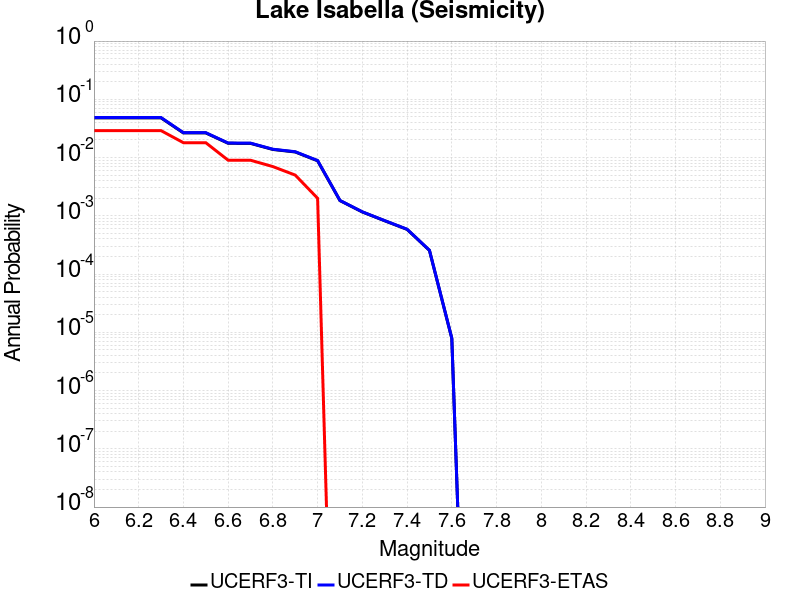 Lake Isabella (Seismicity)
10^0
10^-1
10^-2
10^-3
10^-4
10^-5
10^-6
10^-7
10^-8
Annual Probability
6 6.2 6.4 6.6 6.8 7 7.2 7.4 7.6 7.8 8 8.2 8.4 8.6 8.8 9
Magnitude
UCERF3-TI UCERF3-TD UCERF3-ETAS